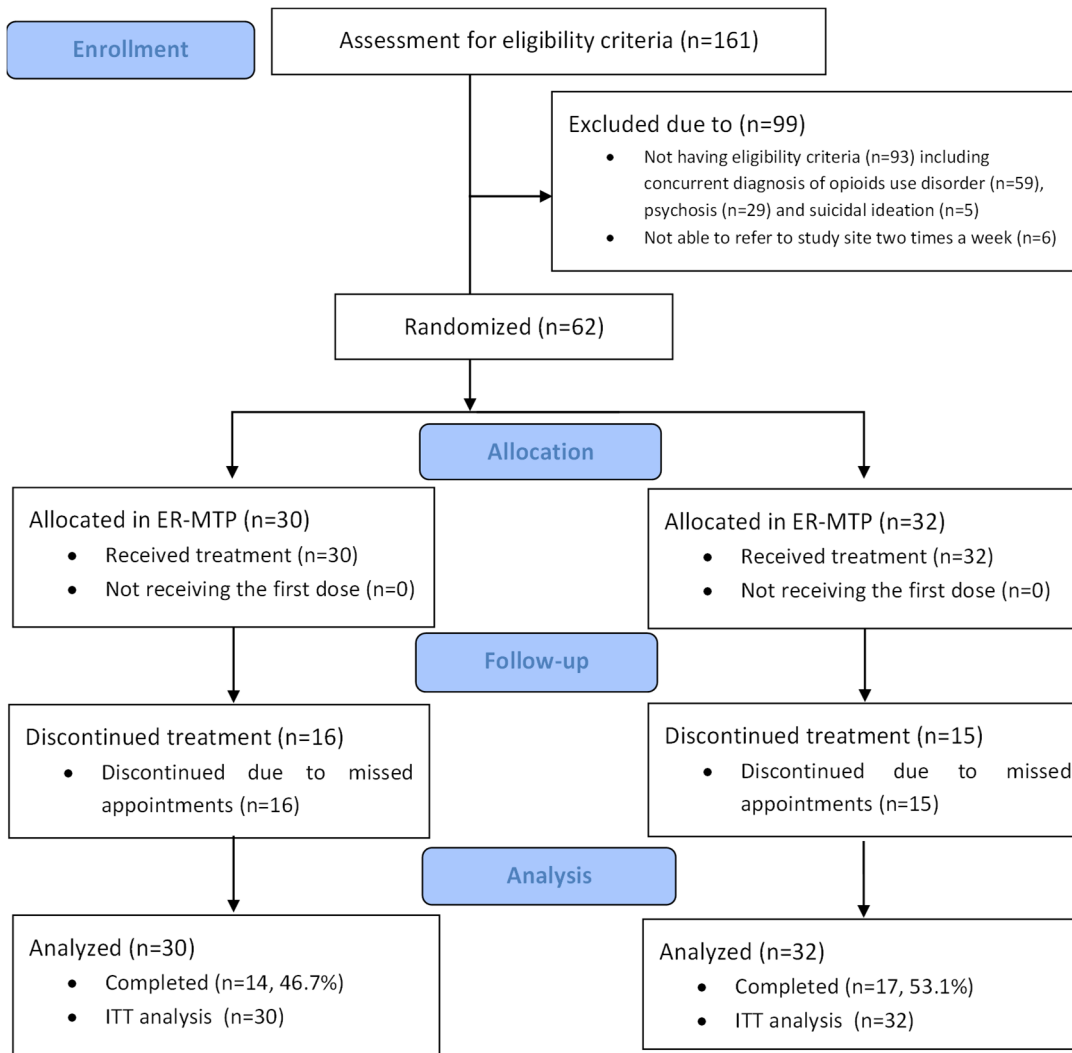 Enrollment
Assessment for eligibility criteria (n=161)
Excluded due to (n=99)
• Not having eligibility criteria (n=93) including
concurrent diagnosis of opioids use disorder (n=59),
psychosis (n=29) and suicidal ideation (n=5)
• Not able to refer to study site two times a week (n=6)
Randomized (n=62)
Allocation
Allocated in ER-MTP (n=30)
• Received treatment (n=30)
• Not receiving the first dose (n=0)
Allocated in ER-MTP (n=32)
• Received treatment (n=32)
• Not receiving the first dose (n=0)
Follow-up
Discontinued treatment (n=16)
• Discontinued due to missed
appointments (n=16)
Discontinued treatment (n=15)
• Discontinued due to missed
appointments (n=15)
Analysis
Analyzed (n=30)
• Completed (n=14, 46.7%)
• ITT analysis (n=30)
Analyzed (n=32)
• Completed (n=17, 53.1%)
• ITT analysis (n=32)